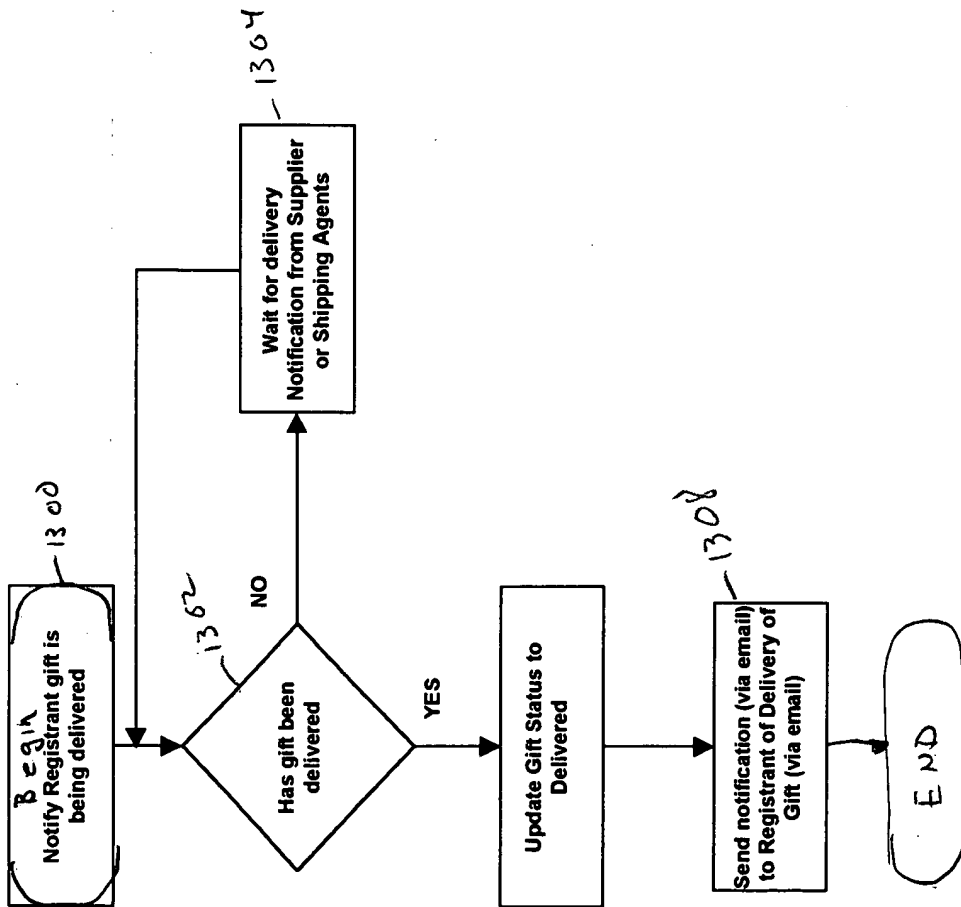 Begin
Notify Registrant gift is
being delivered
1300
Has gift been
delivered
1302
NO
YES
Wait for delivery
Notification from Supplier
or Shipping Agents
1304
Update Gift Status to
Delivered
Send notification (via email)
to Registrant of Delivery of
Gift (via email)
1308
END